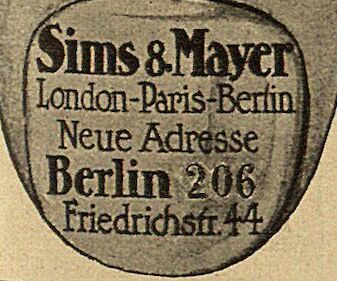 Sims & Mayer
London-Paris-Berlin
Neue Adresse
Berlin 206
Friedrichstr. 44